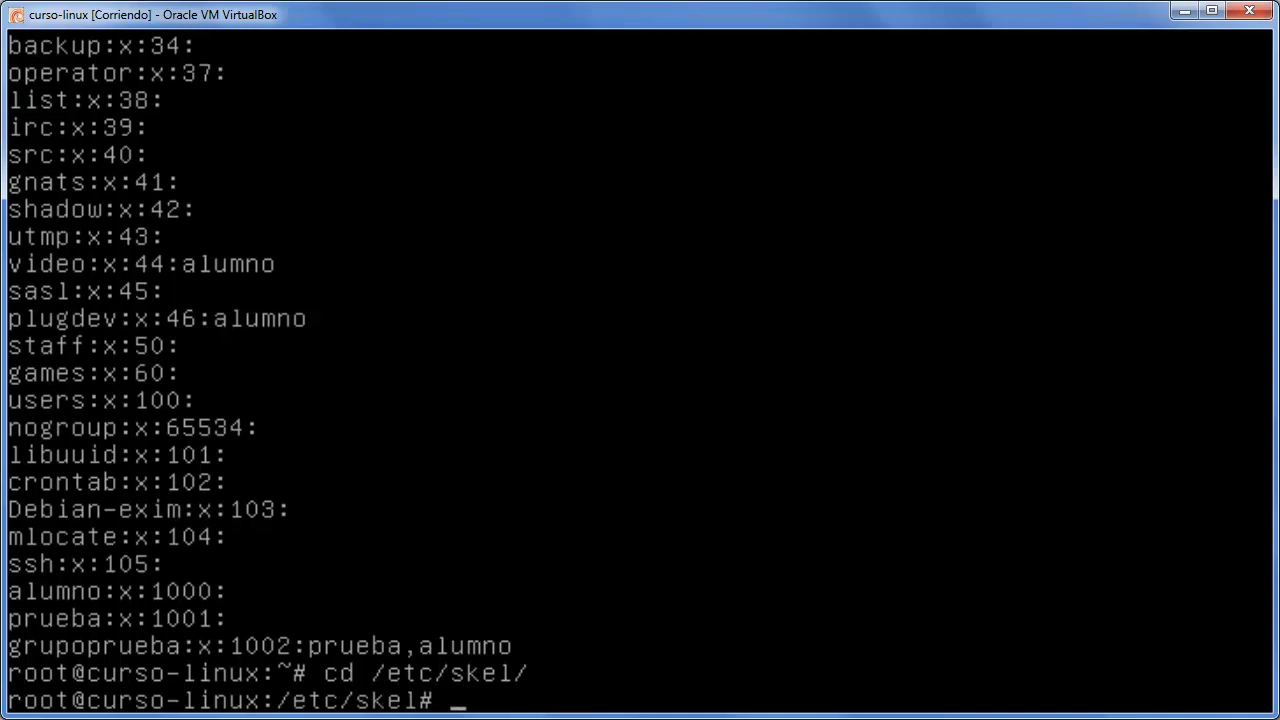 curso-linux [Corriendo] - Oracle VM VirtualBox
backup:x:34:
operator:x:37:
list:x:38:
irc:x:39:
src:x:40:
gnats:x:41:
shadow:x:42:
utmp:x:43:
video:x:44:alumno
sasl:x:45:
plugdev:x:46:alumno
staff:x:50:
games:x:60:
users:x:100:
nogroup:x:65534:
libuuid:x:101:
crontab:x:102:
Debian-exim:x:103:
mlocate:x:104:
ssh:x:105:
alumno:x:1000:
prueba:x:1001:
grupoprueba:x:1002:prueba,alumno
root@curso-linux:~# cd /etc/skel/
root@curso-linux:/etc/skel# _